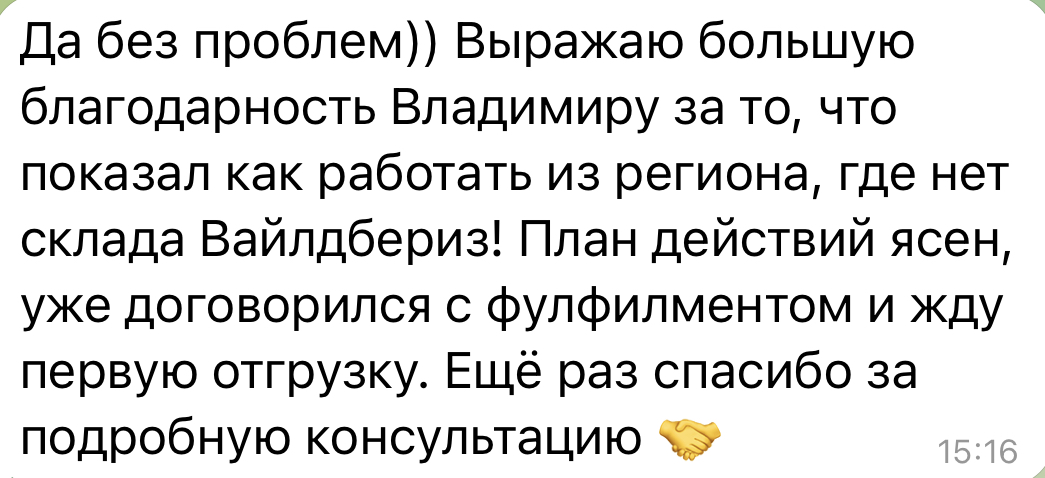 Да без проблем)) Выражаю большую
благодарность Владимиру за то, что
показал как работать из региона, где нет
склада Вайлдбериз! План действий ясен,
уже договорился с фулфилментом и жду
первую отгрузку. Ещё раз спасибо за
подробную консультацию 🤝
15:16